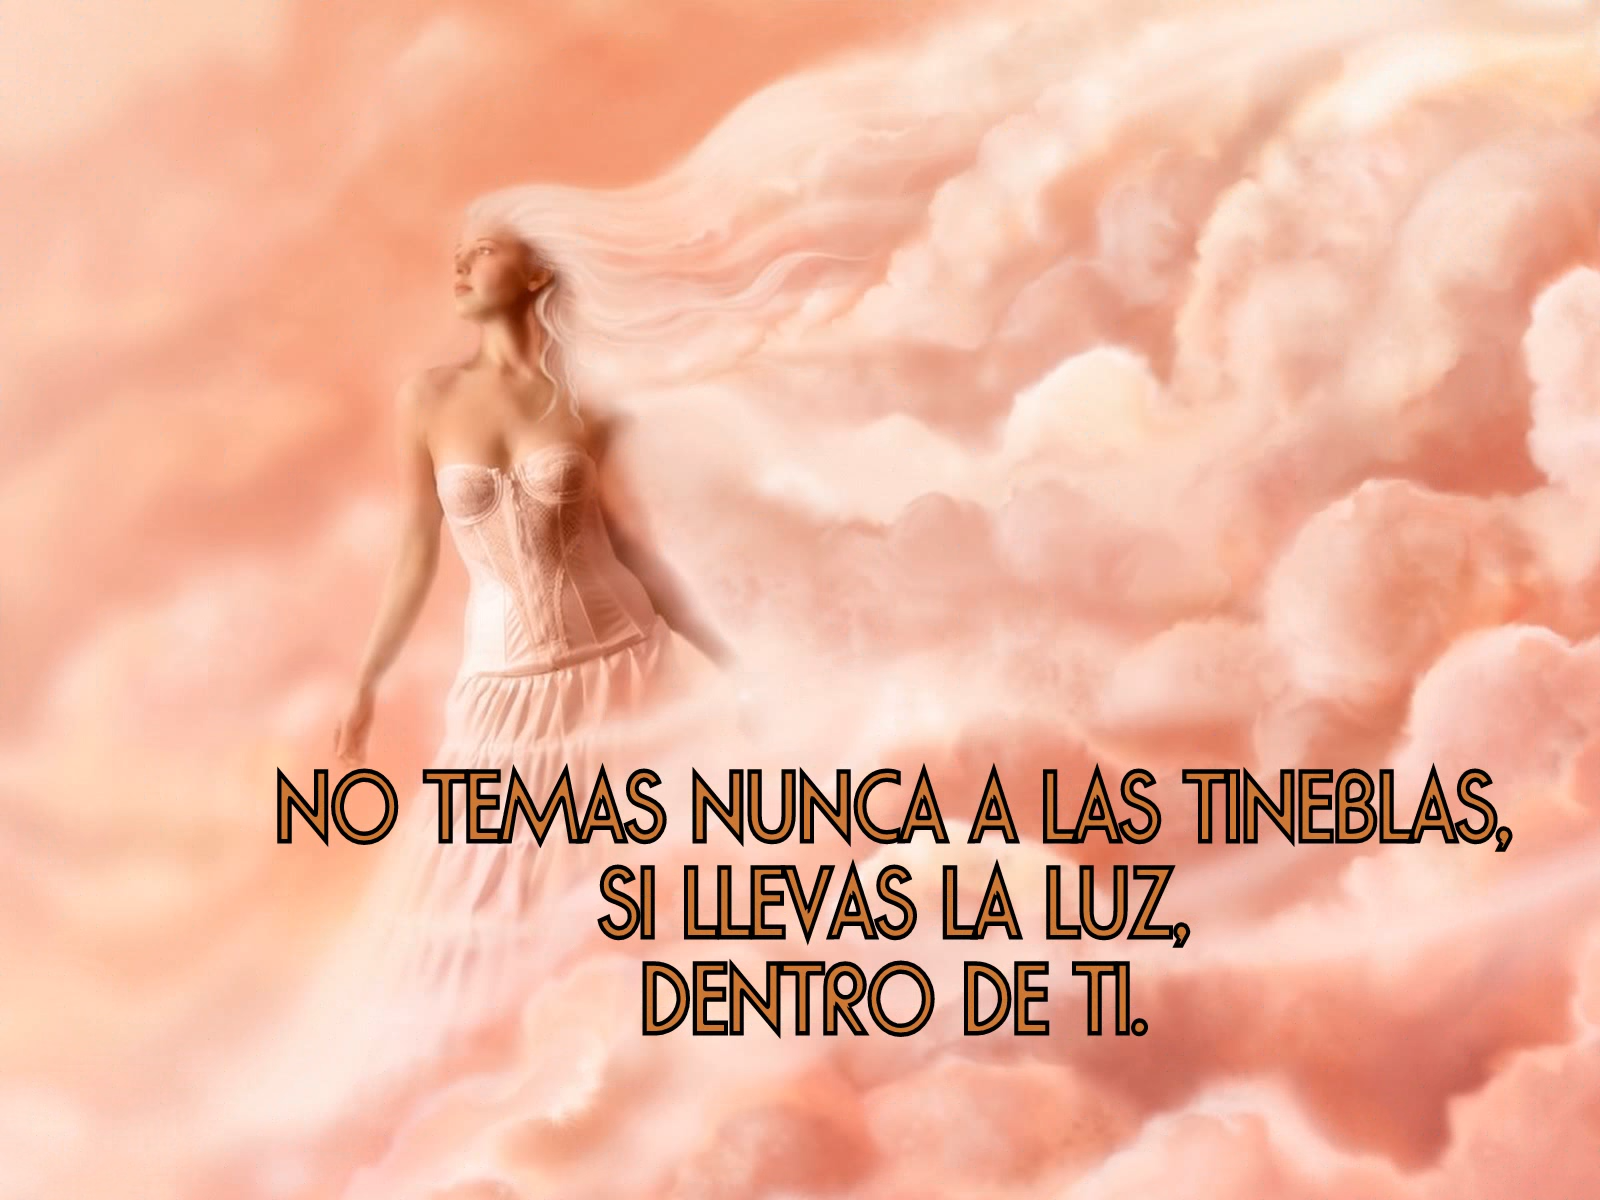 NO TEMAS NUNCA A LAS TINEBLAS,
SI LLEVAS LA LUZ,
DENTRO DE TI.